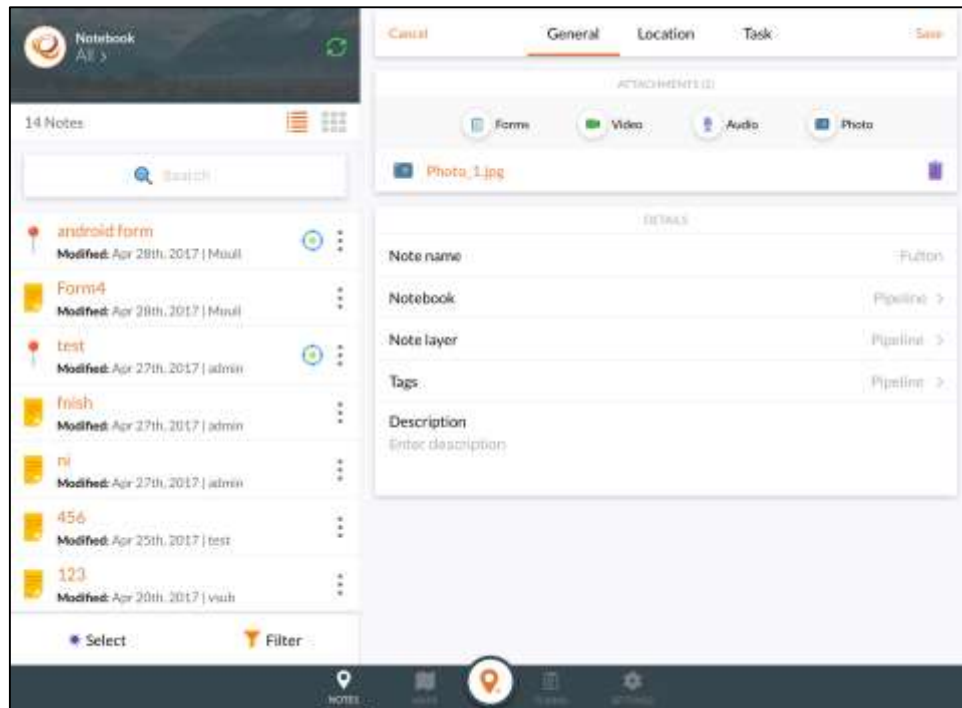 Notebook
All >
14 Notes
Search
android form
Modified: Apr 28th, 2017 | Mouli
Form4
Modified: Apr 28th, 2017 | Mouli
test
Modified: Apr 27th, 2017 | admin
fnish
Modified: Apr 27th, 2017 | admin
ni
Modified: Apr 27th, 2017 | admin
456
Modified: Apr 25th, 2017 | test
123
Modified: Apr 20th, 2017 | vsub
Select Filter
Cancel General Location Task Save
ATTACHMENTS (1)
Forms Video Audio Photo
Photo_1.jpg
DETAILS
Note name Fulton
Notebook Pipeline >
Note layer Pipeline >
Tags Pipeline >
Description
Enter description
NOTES